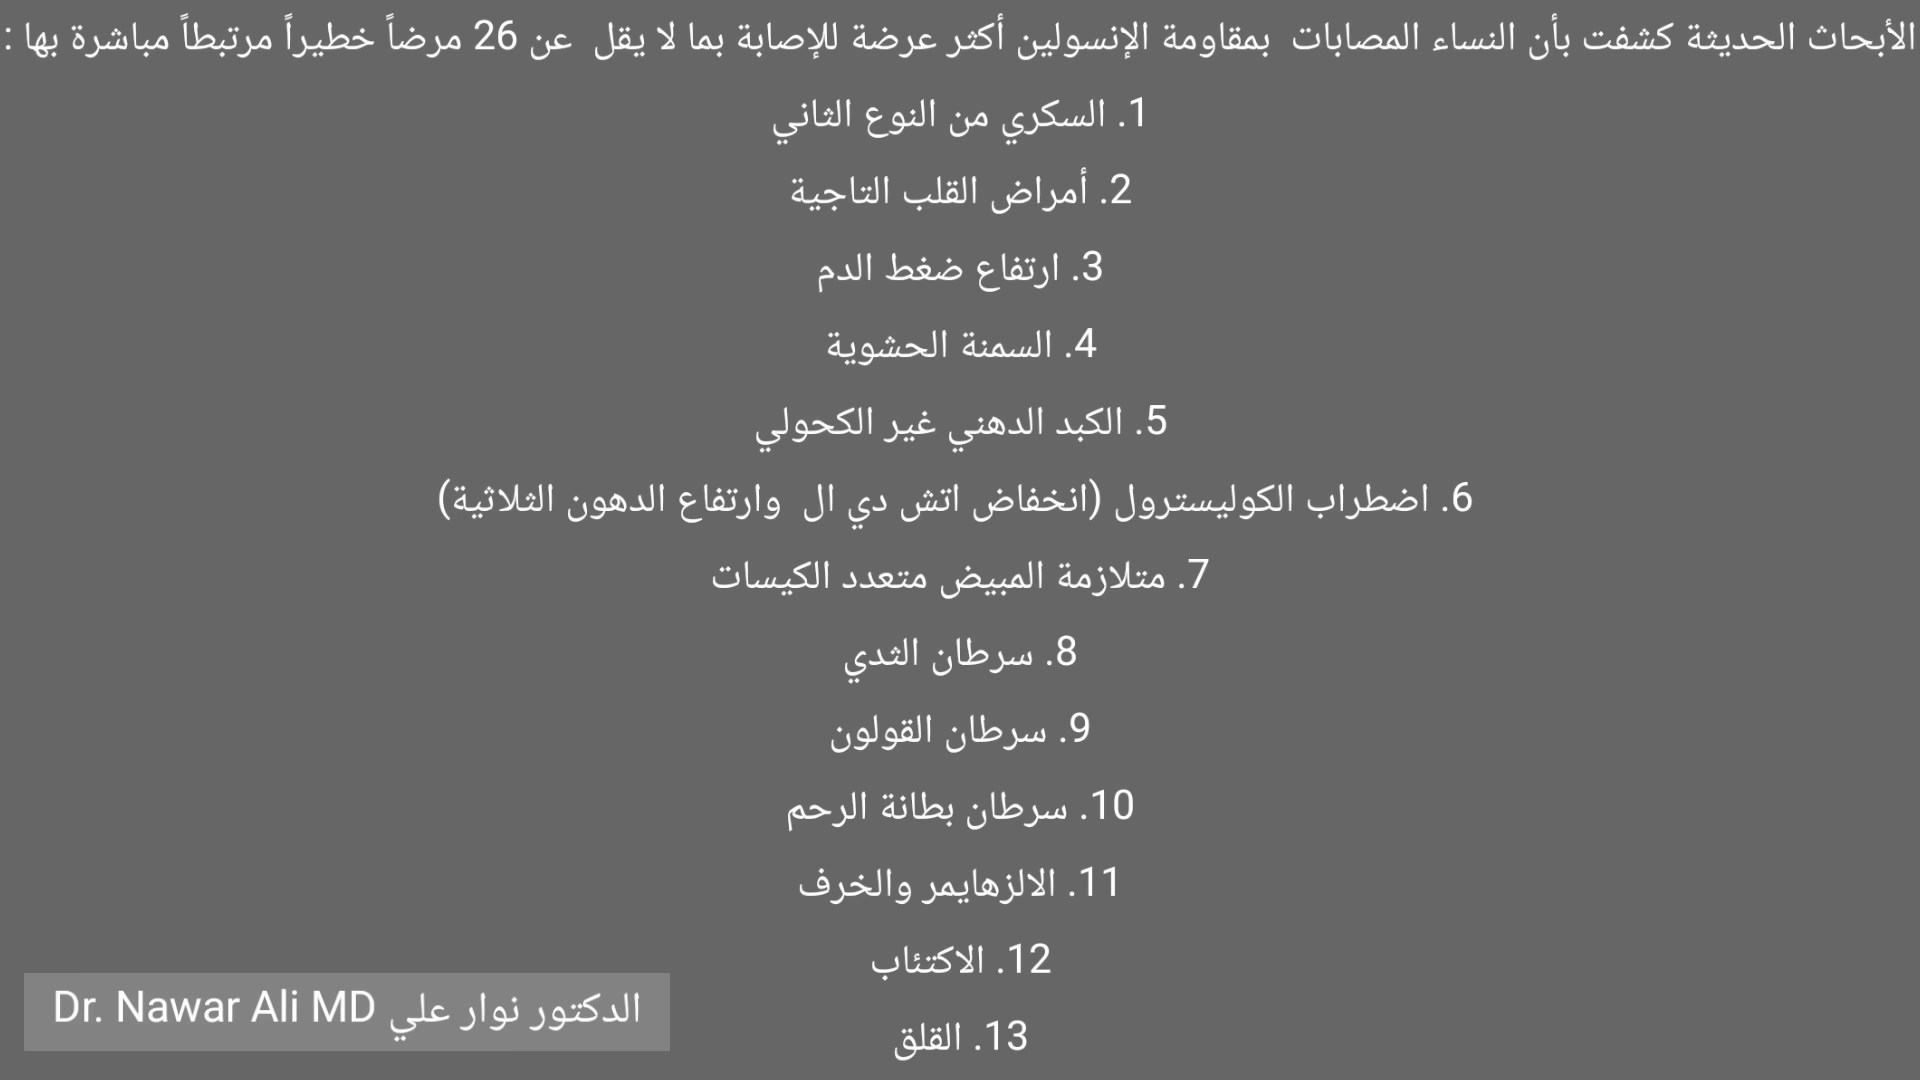 الأبحاث الحديثة كشفت بأن النساء المصابات بمقاومة الإنسولين أكثر عرضة للإصابة بما لا يقل عن 26 مرضاً خطيراً مرتبطاً مباشرة بها :
1. السكري من النوع الثاني
2. أمراض القلب التاجية
3. ارتفاع ضغط الدم
4. السمنة الحشوية
5. الكبد الدهني غير الكحولي
6. اضطراب الكوليسترول (انخفاض اتش دي ال وارتفاع الدهون الثلاثية)
7. متلازمة المبيض متعدد الكيسات
8. سرطان الثدي
9. سرطان القولون
10. سرطان بطانة الرحم
11. الالزهايمر والخرف
12. الاكتئاب
13. القلق
الدكتور نوار علي Dr. Nawar Ali MD